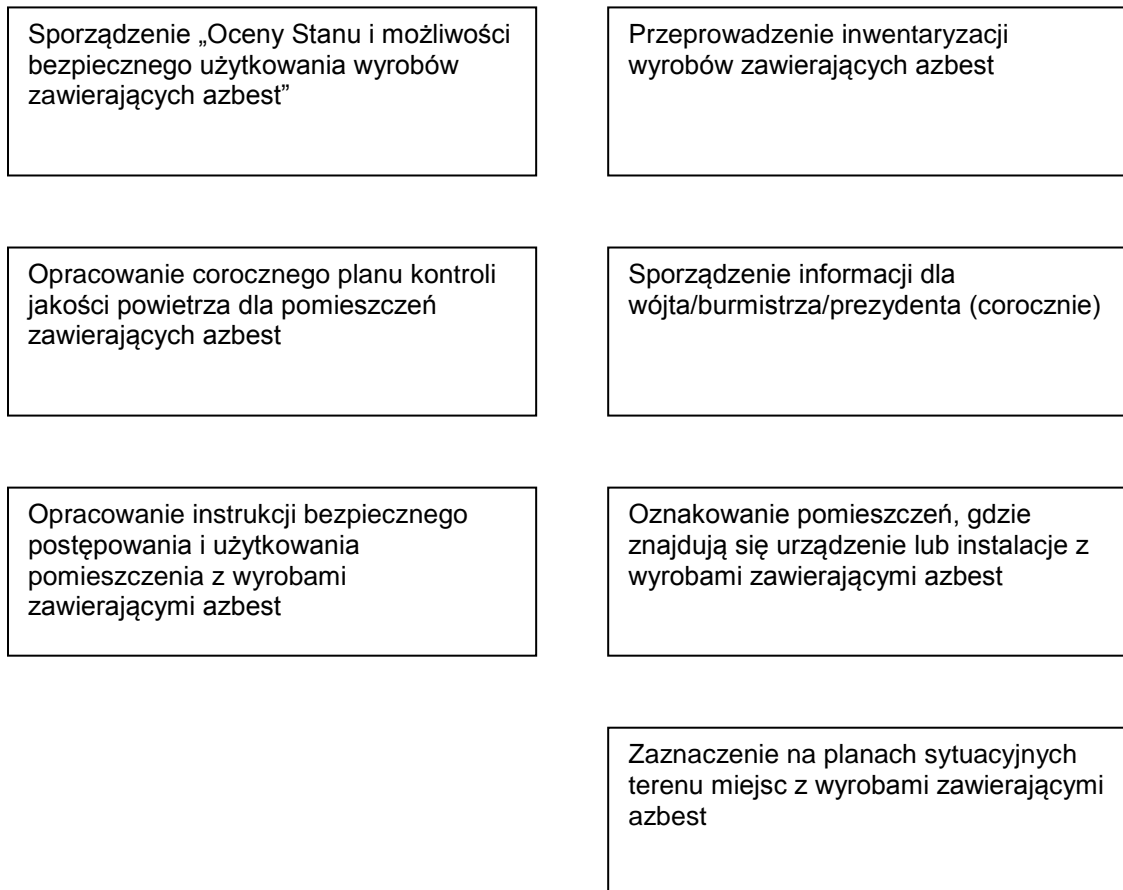 Sporządzenie „Oceny Stanu i możliwości
bezpiecznego użytkowania wyrobów
zawierających azbest”
Przeprowadzenie inwentaryzacji
wyrobów zawierających azbest
Opracowanie corocznego planu kontroli
jakości powietrza dla pomieszczeń
zawierających azbest
Sporządzenie informacji dla
wójta/burmistrza/prezydenta (corocznie)
Opracowanie instrukcji bezpiecznego
postępowania i użytkowania
pomieszczenia z wyrobami
zawierającymi azbest
Oznakowanie pomieszczeń, gdzie
znajdują się urządzenie lub instalacje z
wyrobami zawierającymi azbest
Zaznaczenie na planach sytuacyjnych
terenu miejsc z wyrobami zawierającymi
azbest